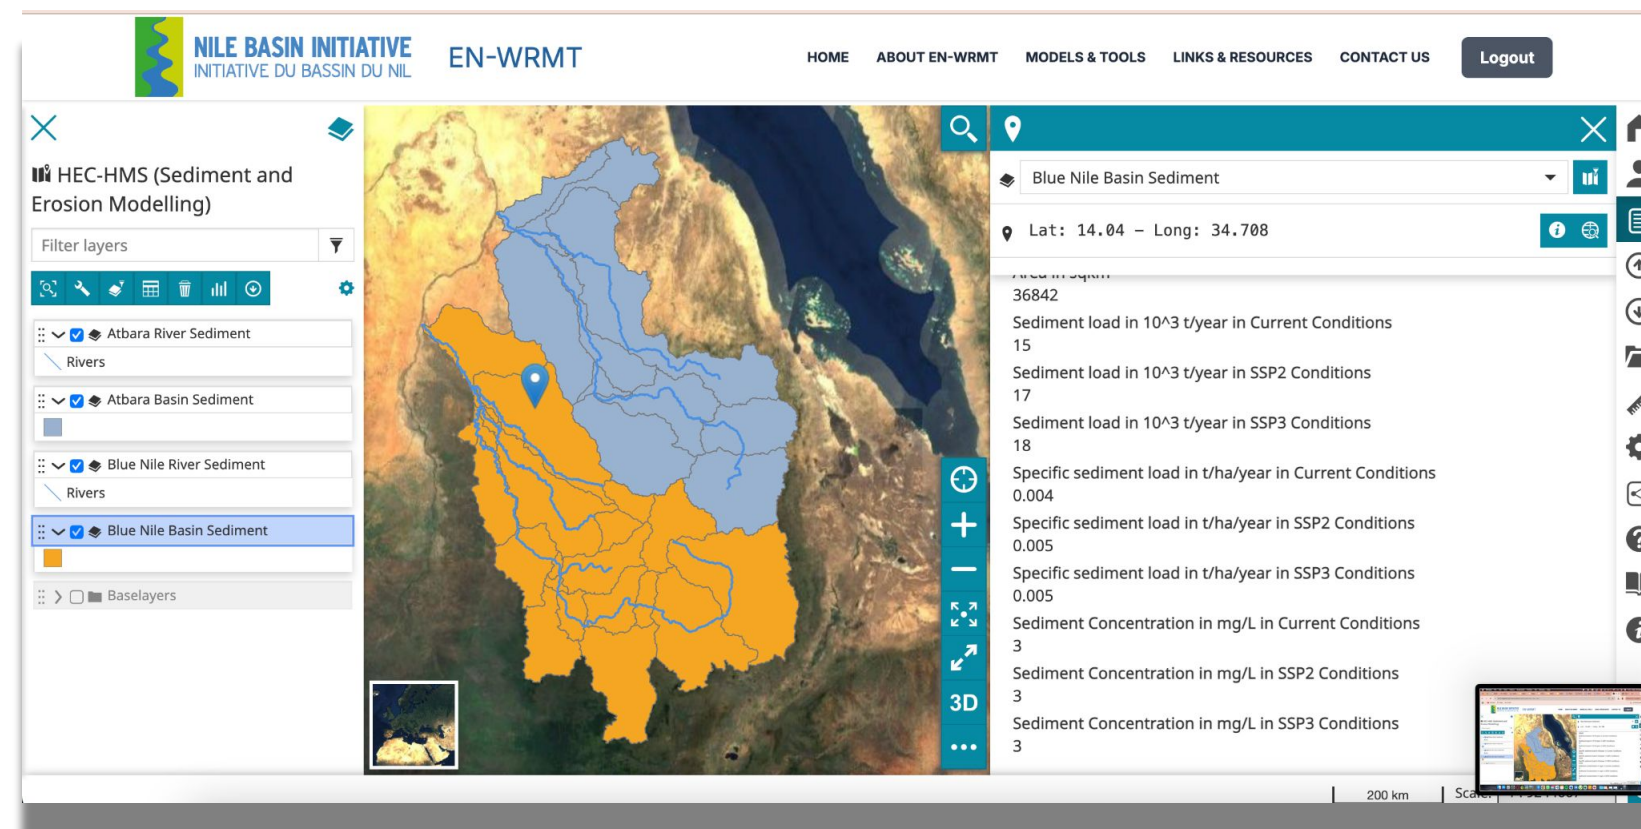 NILE BASIN INITIATIVE
INITIATIVE DU BASSIN DU NIL
EN-WRMT
HOME ABOUT EN-WRMT MODELS & TOOLS LINKS & RESOURCES CONTACT US Logout
HEC-HMS (Sediment and
Erosion Modelling)
Filter layers
Atbara River Sediment
Rivers
Atbara Basin Sediment
Blue Nile River Sediment
Rivers
Blue Nile Basin Sediment
Baselayers
3D
Blue Nile Basin Sediment
Lat: 14.04 – Long: 34.708
Area in sqkm
36842
Sediment load in 10^3 t/year in Current Conditions
15
Sediment load in 10^3 t/year in SSP2 Conditions
17
Sediment load in 10^3 t/year in SSP3 Conditions
18
Specific sediment load in t/ha/year in Current Conditions
0.004
Specific sediment load in t/ha/year in SSP2 Conditions
0.005
Specific sediment load in t/ha/year in SSP3 Conditions
0.005
Sediment Concentration in mg/L in Current Conditions
3
Sediment Concentration in mg/L in SSP2 Conditions
3
Sediment Concentration in mg/L in SSP3 Conditions
3
200 km